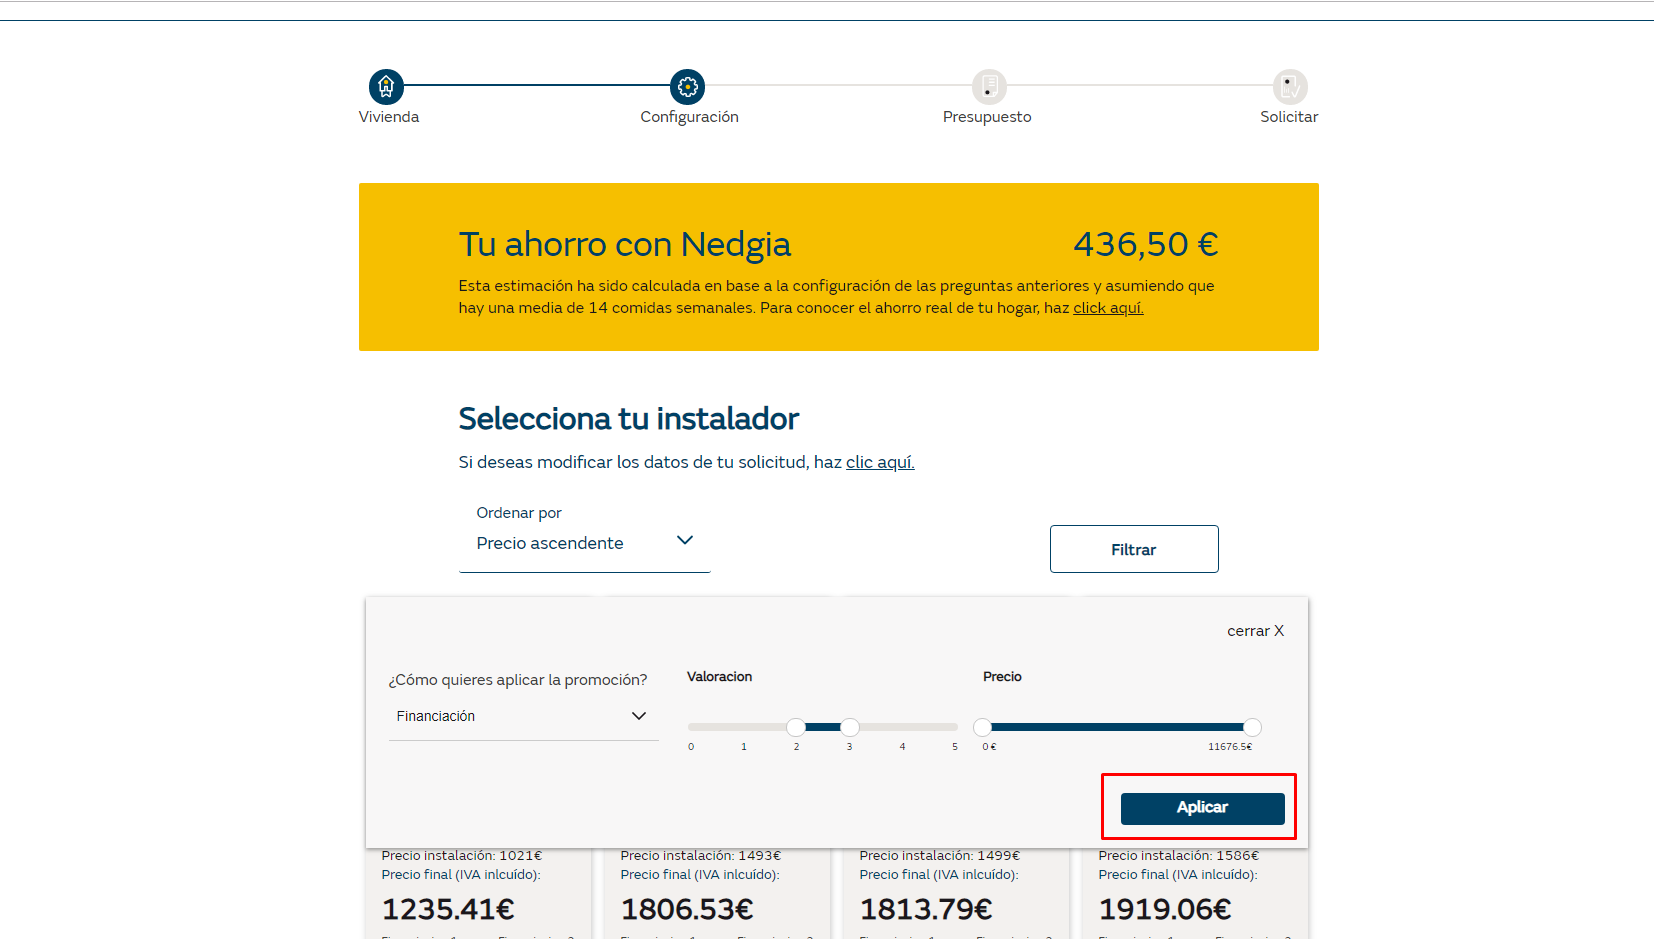 Vivienda
Configuración
Presupuesto
Solicitar
Tu ahorro con Nedgia
436,50 €
Esta estimación ha sido calculada en base a la configuración de las preguntas anteriores y asumiendo que
hay una media de 14 comidas semanales. Para conocer el ahorro real de tu hogar, haz click aquí.
Selecciona tu instalador
Si deseas modificar los datos de tu solicitud, haz clic aquí.
Ordenar por
Precio ascendente
Filtrar
cerrar X
¿Cómo quieres aplicar la promoción?
Financiación
Valoracion
0 1 2 3 4 5
Precio
0 € 11676.5€
Aplicar
Precio instalación: 1021€
Precio final (IVA inlcuído):
1235.41€
Precio instalación: 1493€
Precio final (IVA inlcuído):
1806.53€
Precio instalación: 1499€
Precio final (IVA inlcuído):
1813.79€
Precio instalación: 1586€
Precio final (IVA inlcuído):
1919.06€